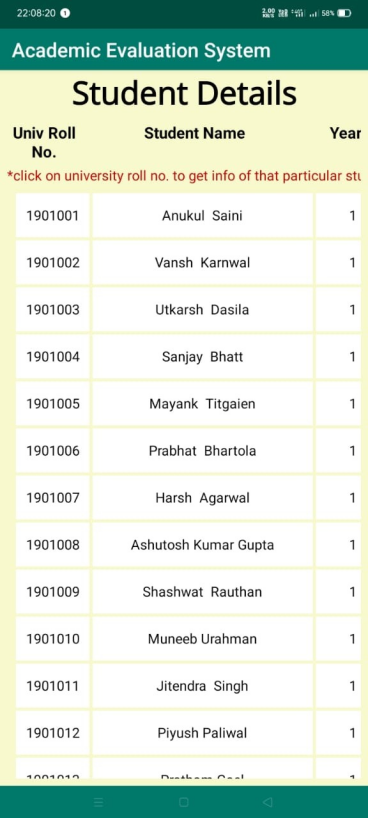 22:08:20 1 58%
Academic Evaluation System
Student Details
Univ Roll No. Student Name Year
*click on university roll no. to get info of that particular stu
1901001 Anukul Saini 1
1901002 Vansh Karnwal 1
1901003 Utkarsh Dasila 1
1901004 Sanjay Bhatt 1
1901005 Mayank Titgaien 1
1901006 Prabhat Bhartola 1
1901007 Harsh Agarwal 1
1901008 Ashutosh Kumar Gupta 1
1901009 Shashwat Rauthan 1
1901010 Muneeb Urahman 1
1901011 Jitendra Singh 1
1901012 Piyush Paliwal 1